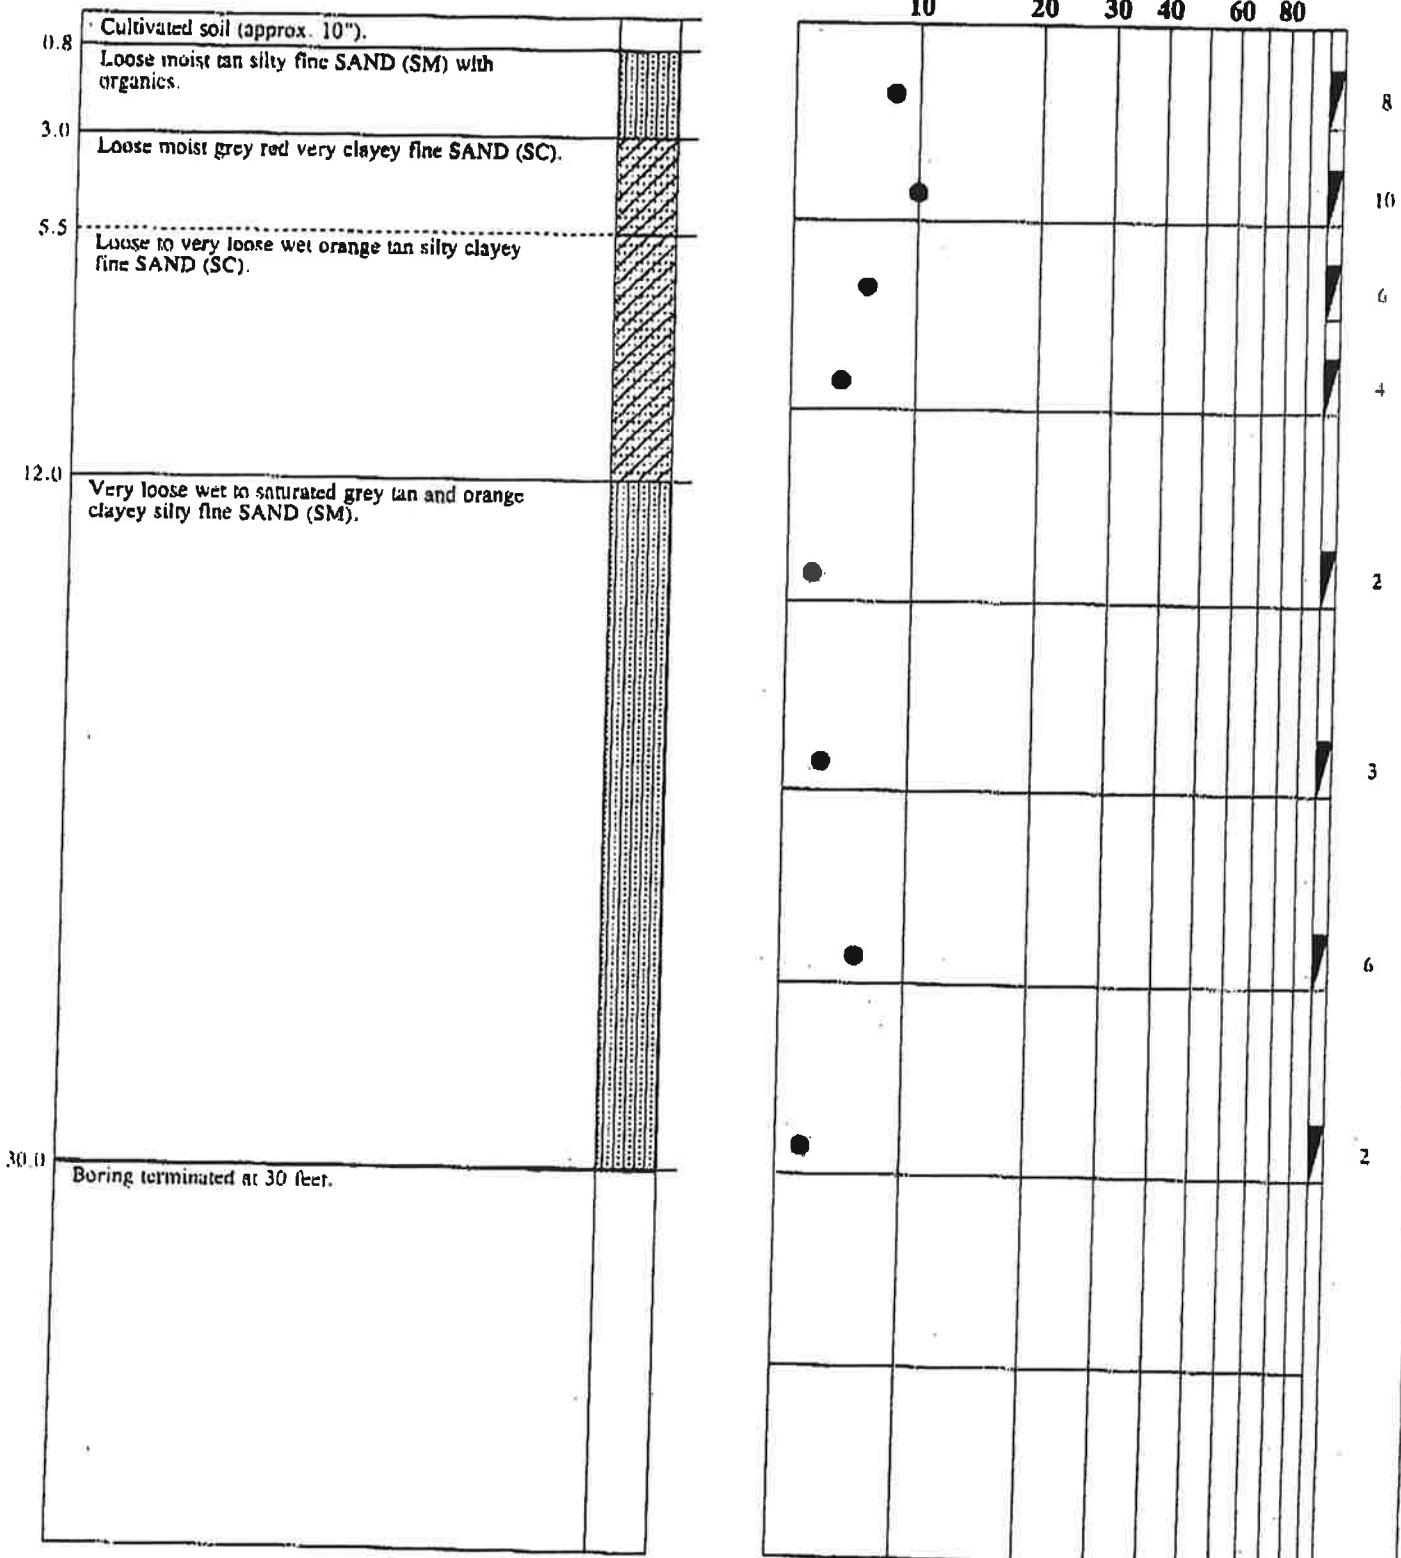 10 20 30 40 60 80
Cultivated soil (approx. 10").
0.8
Loose moist tan silty fine SAND (SM) with
organics.
8
3.0
Loose moist grey red very clayey fine SAND (SC).
10
5.5
Loose to very loose wet orange tan silty clayey
fine SAND (SC).
6
4
12.0
Very loose wet to saturated grey tan and orange
clayey silty fine SAND (SM).
2
3
6
2
30.0
Boring terminated at 30 feet.